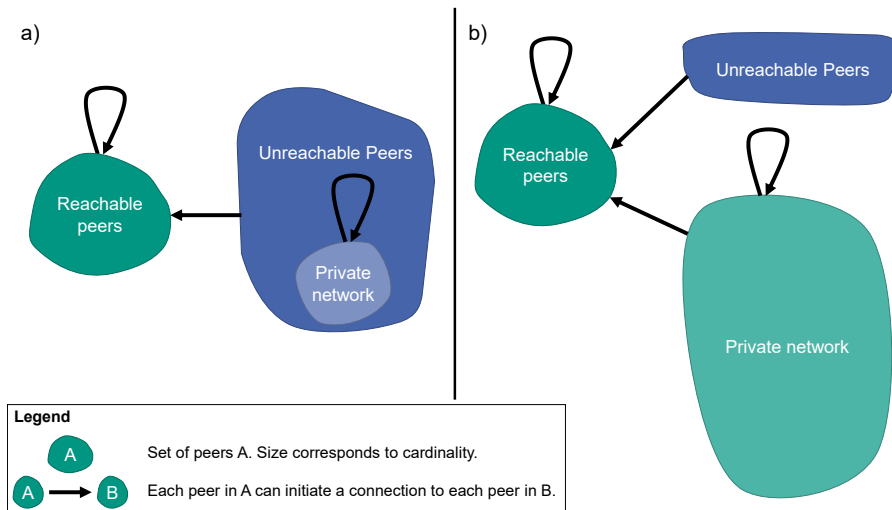 a)
Reachable
peers
Unreachable Peers
Private
network
b)
Reachable
peers
Unreachable Peers
Private network
Legend
A
Set of peers A. Size corresponds to cardinality.
A
B
Each peer in A can initiate a connection to each peer in B.